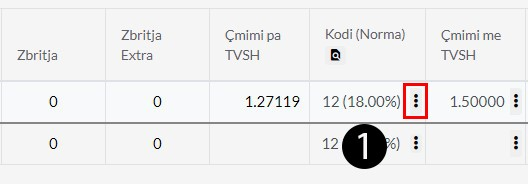 Zbritja Zbritja Extra Çmimi pa TVSH Kodi (Norma) Çmimi me TVSH
0 0 1.27119 12 (18.00%) 1.50000
0 0 12 1 %)